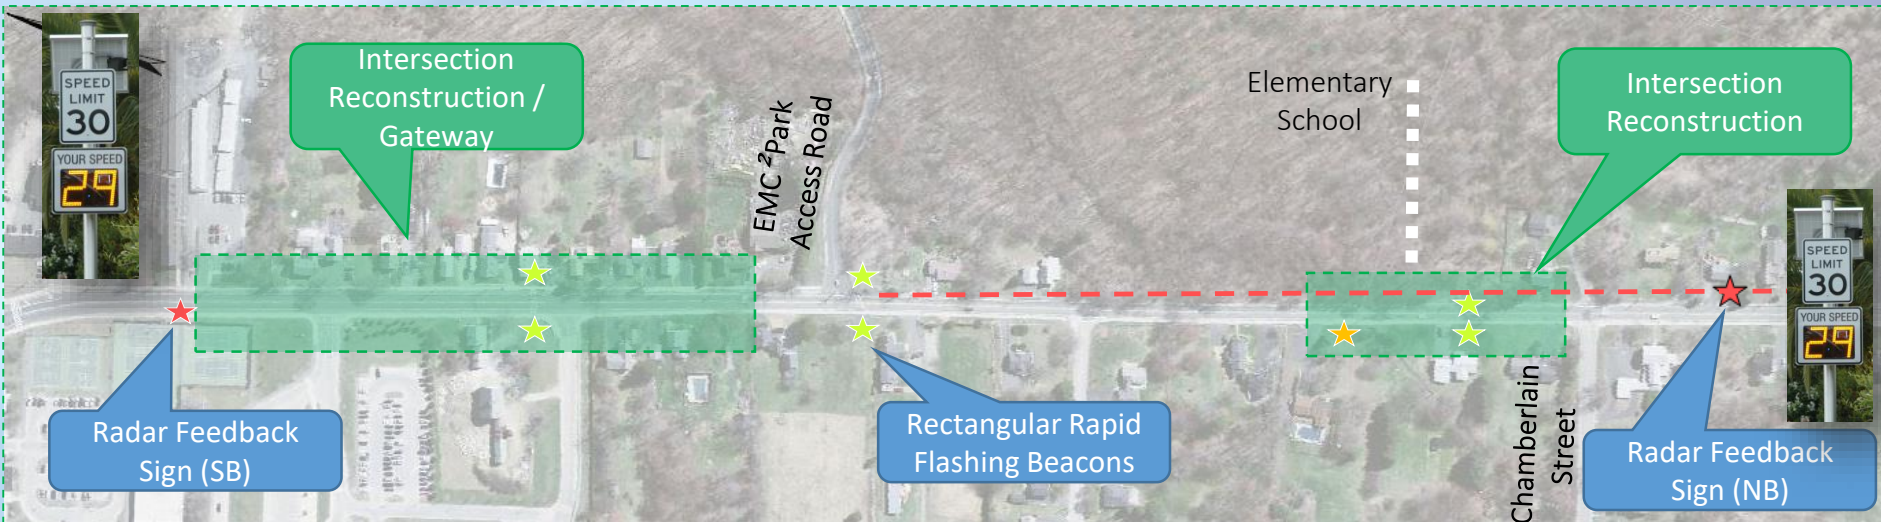 SPEED
LIMIT
30
YOUR SPEED
29
Intersection
Reconstruction /
Gateway
EMC ²Park
Access Road
Elementary
School
Intersection
Reconstruction
SPEED
LIMIT
30
YOUR SPEED
29
Radar Feedback
Sign (SB)
Rectangular Rapid
Flashing Beacons
Chamberlain
Street
Radar Feedback
Sign (NB)